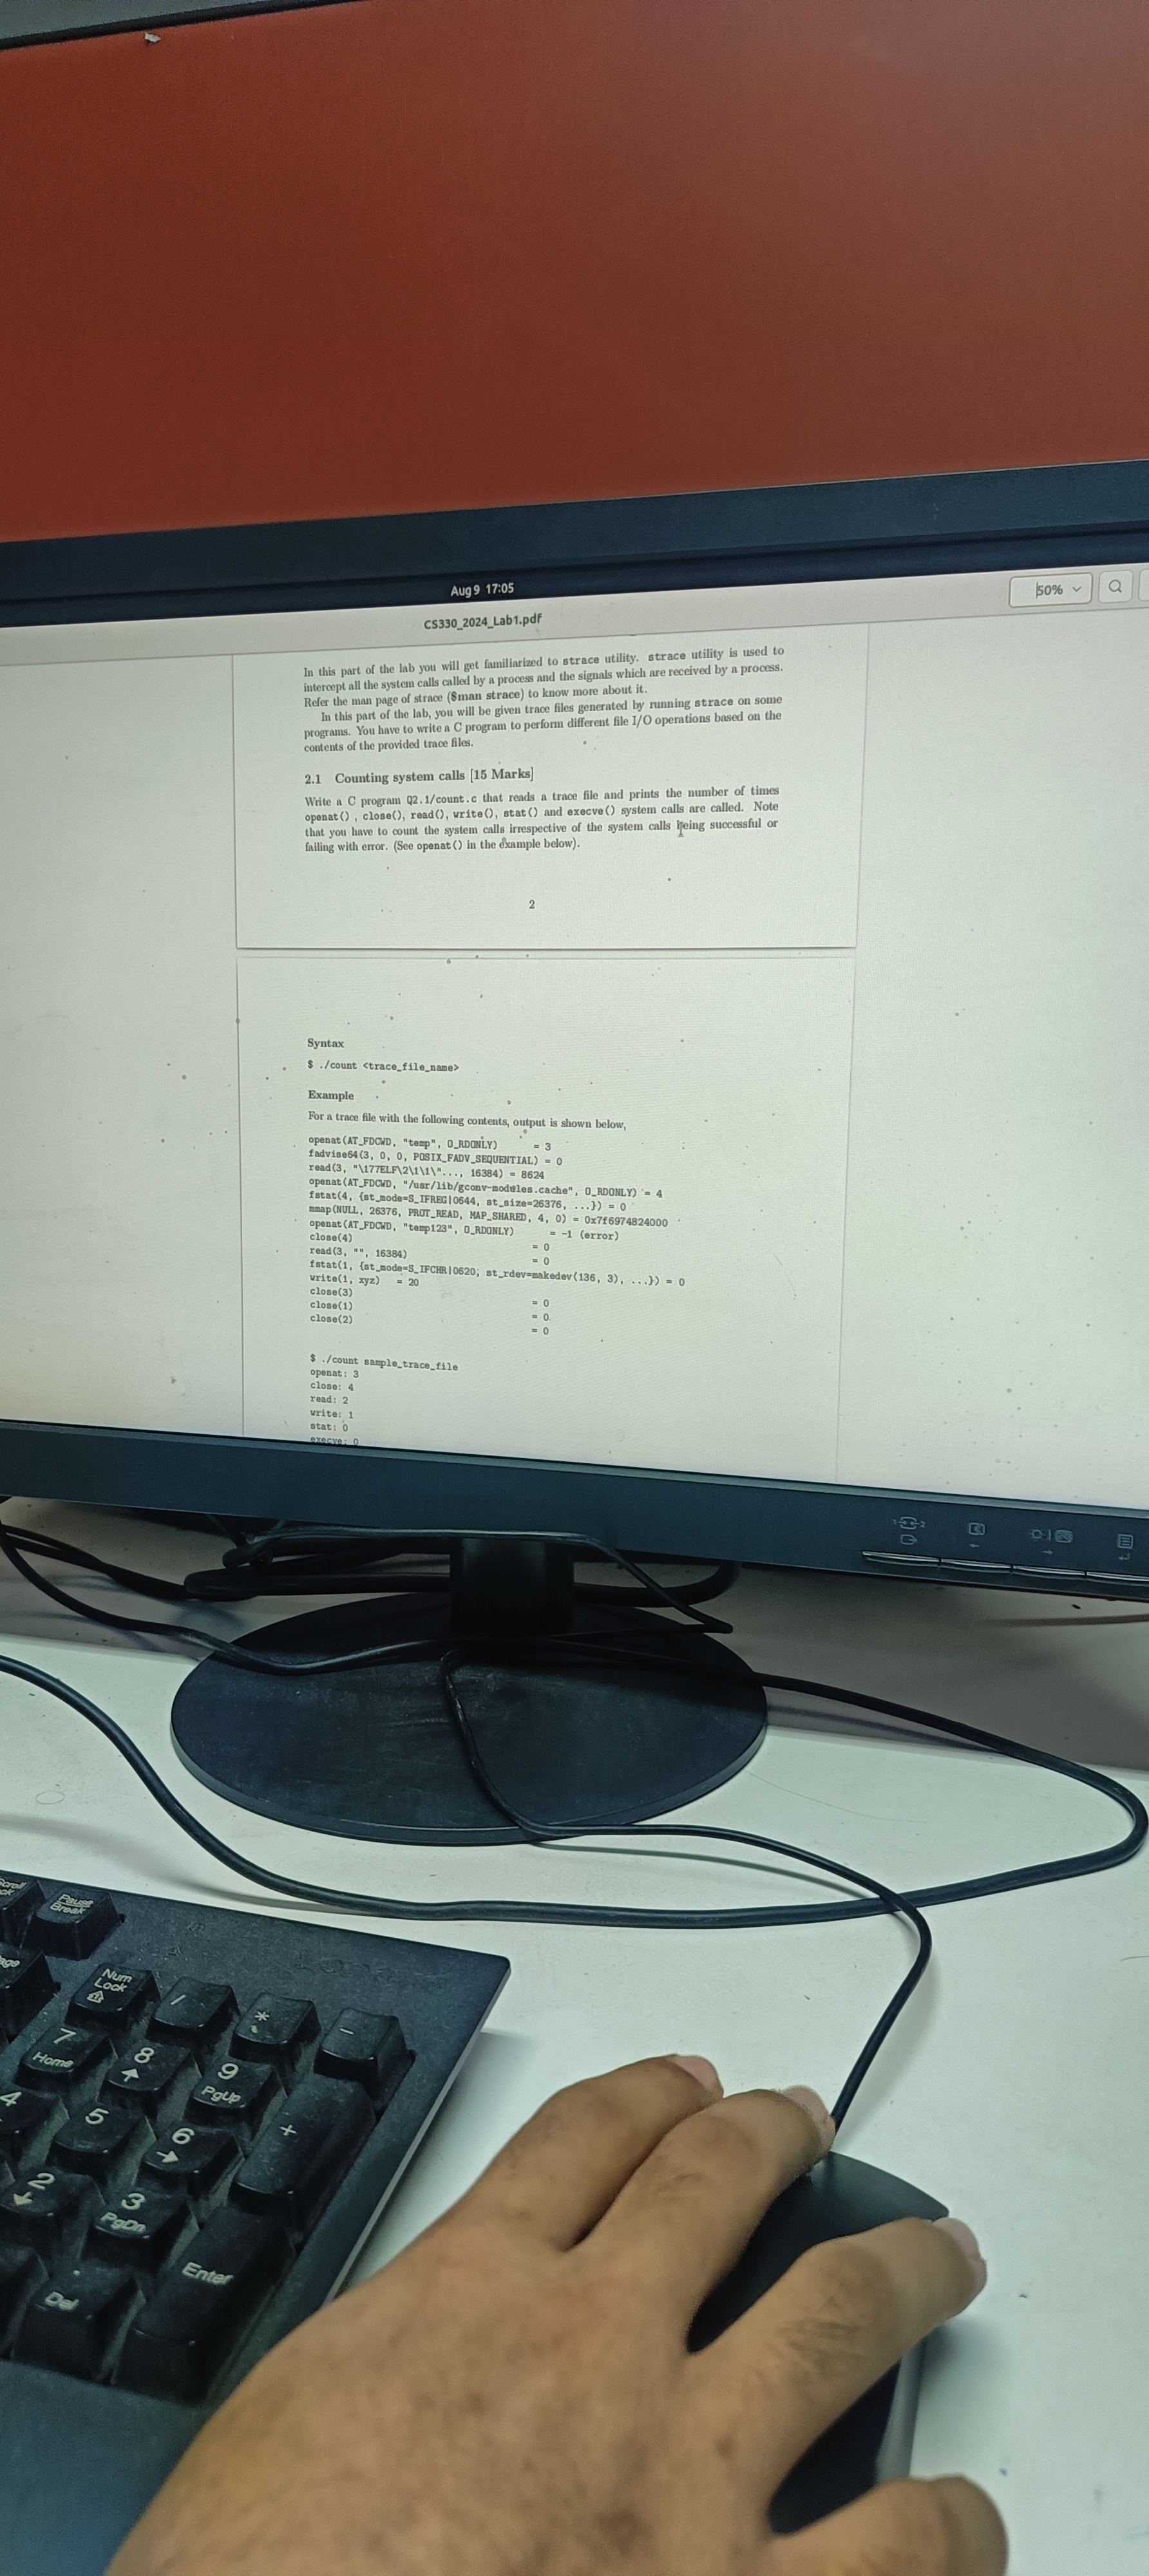 Aug 9 17:05
50%
CS330_2024_Lab1.pdf
In this part of the lab you will get familiarized to strace utility. strace utility is used to
intercept all the system calls called by a process and the signals which are received by a process.
Refer the man page of strace ($man strace) to know more about it.
In this part of the lab, you will be given trace files generated by running strace on some
programs. You have to write a C program to perform different file I/O operations based on the
contents of the provided trace files.
2.1 Counting system calls [15 Marks]
Write a C program Q2.1/count.c that reads a trace file and prints the number of times
openat() , close(), read(), write(), stat() and execve() system calls are called. Note
that you have to count the system calls irrespective of the system calls being successful or
failing with error. (See openat() in the example below).
2
Syntax
$ ./count <trace_file_name>
Example
For a trace file with the following contents, output is shown below,
openat(AT_FDCWD, "temp", O_RDONLY) = 3
fadvise64(3, 0, 0, POSIX_FADV_SEQUENTIAL) = 0
read(3, "\177ELF\2\1\1\"..., 16384) = 8624
openat(AT_FDCWD, "/usr/lib/gconv-modules.cache", O_RDONLY) = 4
fstat(4, {st_mode=S_IFREG|0644, st_size=26376, ...}) = 0
mmap(NULL, 26376, PROT_READ, MAP_SHARED, 4, 0) = 0x7f6974824000
openat(AT_FDCWD, "temp123", O_RDONLY) = -1 (error)
close(4) = 0
read(3, "", 16384) = 0
fstat(1, {st_mode=S_IFCHR|0620, st_rdev=makedev(136, 3), ...}) = 0
write(1, xyz) = 20
close(3) = 0
close(1) = 0
close(2) = 0
$ ./count sample_trace_file
openat: 3
close: 4
read: 2
write: 1
stat: 0
execve: 0
Pause
Break
Num
Lock
/
*
-
7
Home
8
9
PgUp
+
4
5
6
2
3
PgDn
Enter
Del